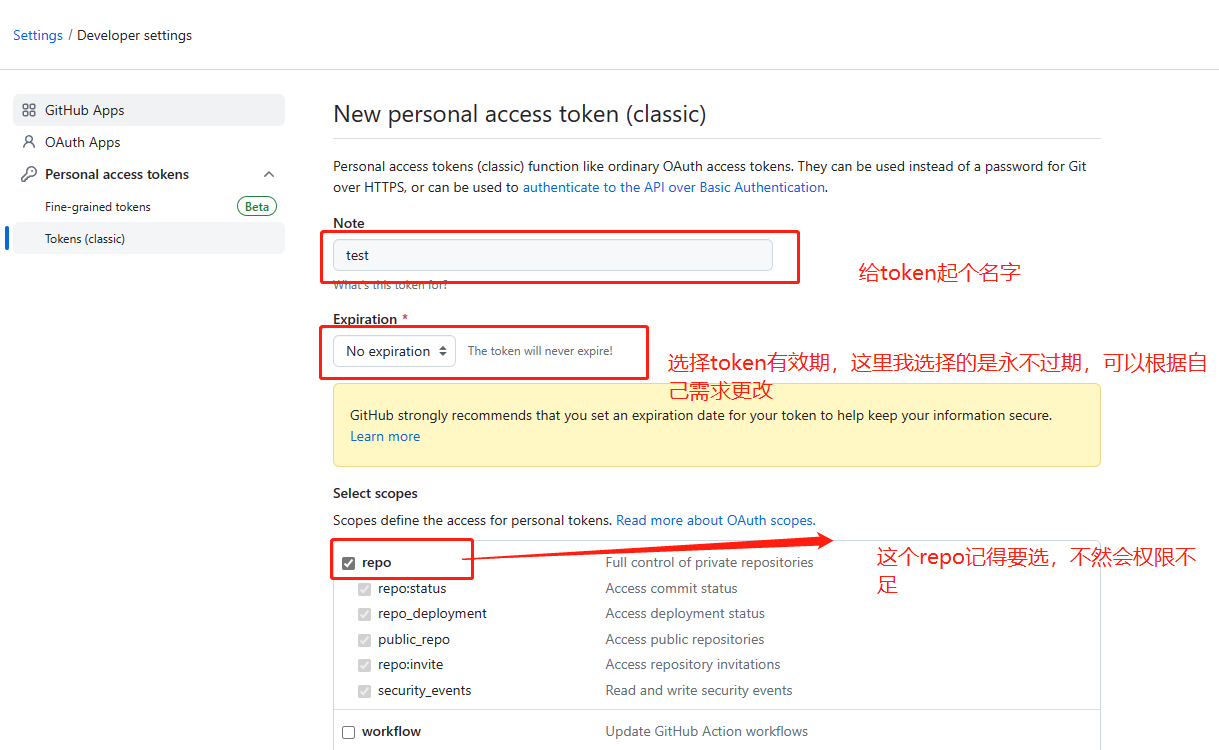 Settings / Developer settings
GitHub Apps
OAuth Apps
Personal access tokens
Fine-grained tokens Beta
Tokens (classic)
New personal access token (classic)
Personal access tokens (classic) function like ordinary OAuth access tokens. They can be used instead of a password for Git
over HTTPS, or can be used to authenticate to the API over Basic Authentication.
Note
test
给token起个名字
What's this token for?
Expiration *
No expiration The token will never expire!
选择token有效期，这里我选择的是永不过期，可以根据自
己需求更改
GitHub strongly recommends that you set an expiration date for your token to help keep your information secure.
Learn more
Select scopes
Scopes define the access for personal tokens. Read more about OAuth scopes.
repo Full control of private repositories
这个repo记得要选，不然会权限不
足
repo:status Access commit status
repo_deployment Access deployment status
public_repo Access public repositories
repo:invite Access repository invitations
security_events Read and write security events
workflow Update GitHub Action workflows